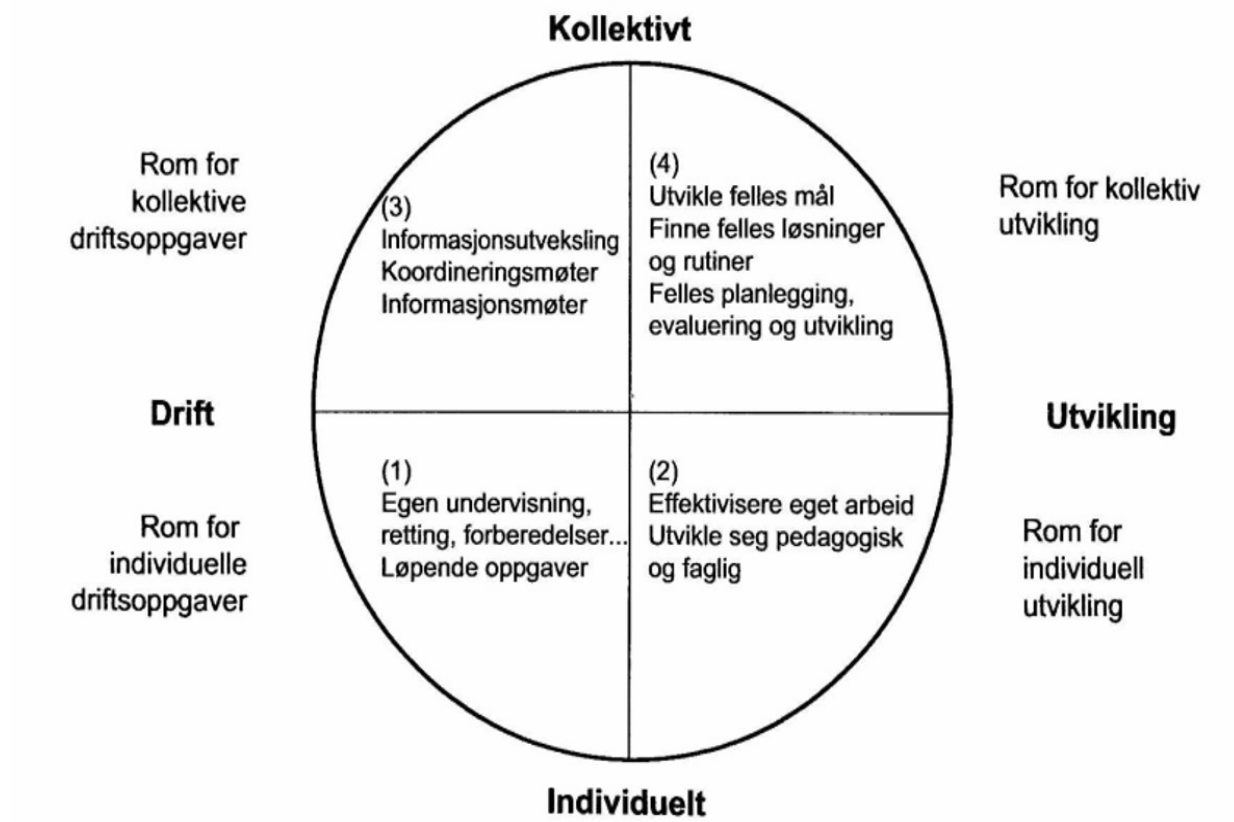 Kollektivt
Rom for
kollektive
driftsoppgaver
(3)
Informasjonsutveksling
Koordineringsmøter
Informasjonsmøter
(4)
Utvikle felles mål
Finne felles løsninger
og rutiner
Felles planlegging,
evaluering og utvikling
Rom for kollektiv
utvikling
Drift
Utvikling
Rom for
individuelle
driftsoppgaver
(1)
Egen undervisning,
retting, forberedelser...
Løpende oppgaver
(2)
Effektivisere eget arbeid
Utvikle seg pedagogisk
og faglig
Rom for
individuell
utvikling
Individuelt